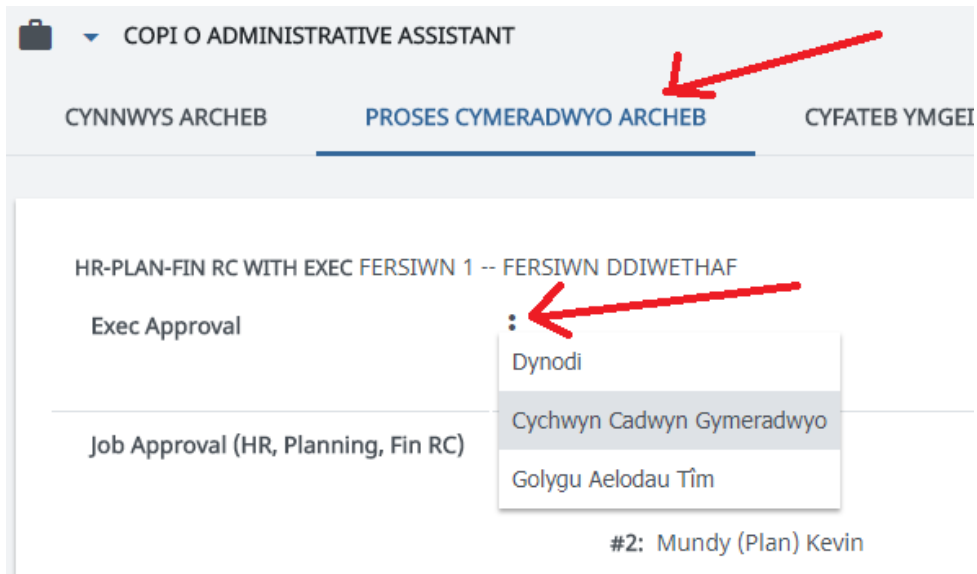 COPI O ADMINISTRATIVE ASSISTANT
CYNNWYS ARCHEB PROSES CYMERADWYO ARCHEB CYFATEB YMGEI
HR-PLAN-FIN RC WITH EXEC FERSIWN 1 -- FERSIWN DDIWETHAF
Exec Approval
Dynodi
Cychwyn Cadwyn Gymeradwyo
Job Approval (HR, Planning, Fin RC)
Golygu Aelodau Tîm
#2: Mundy (Plan) Kevin